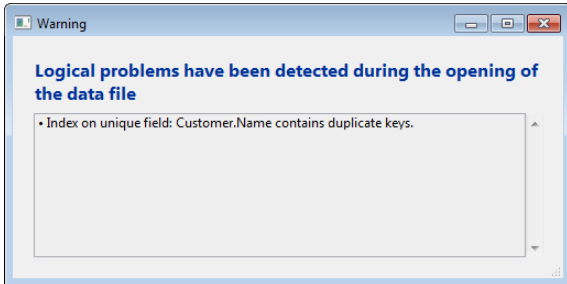 Warning
Logical problems have been detected during the opening of
the data file
• Index on unique field: Customer.Name contains duplicate keys.